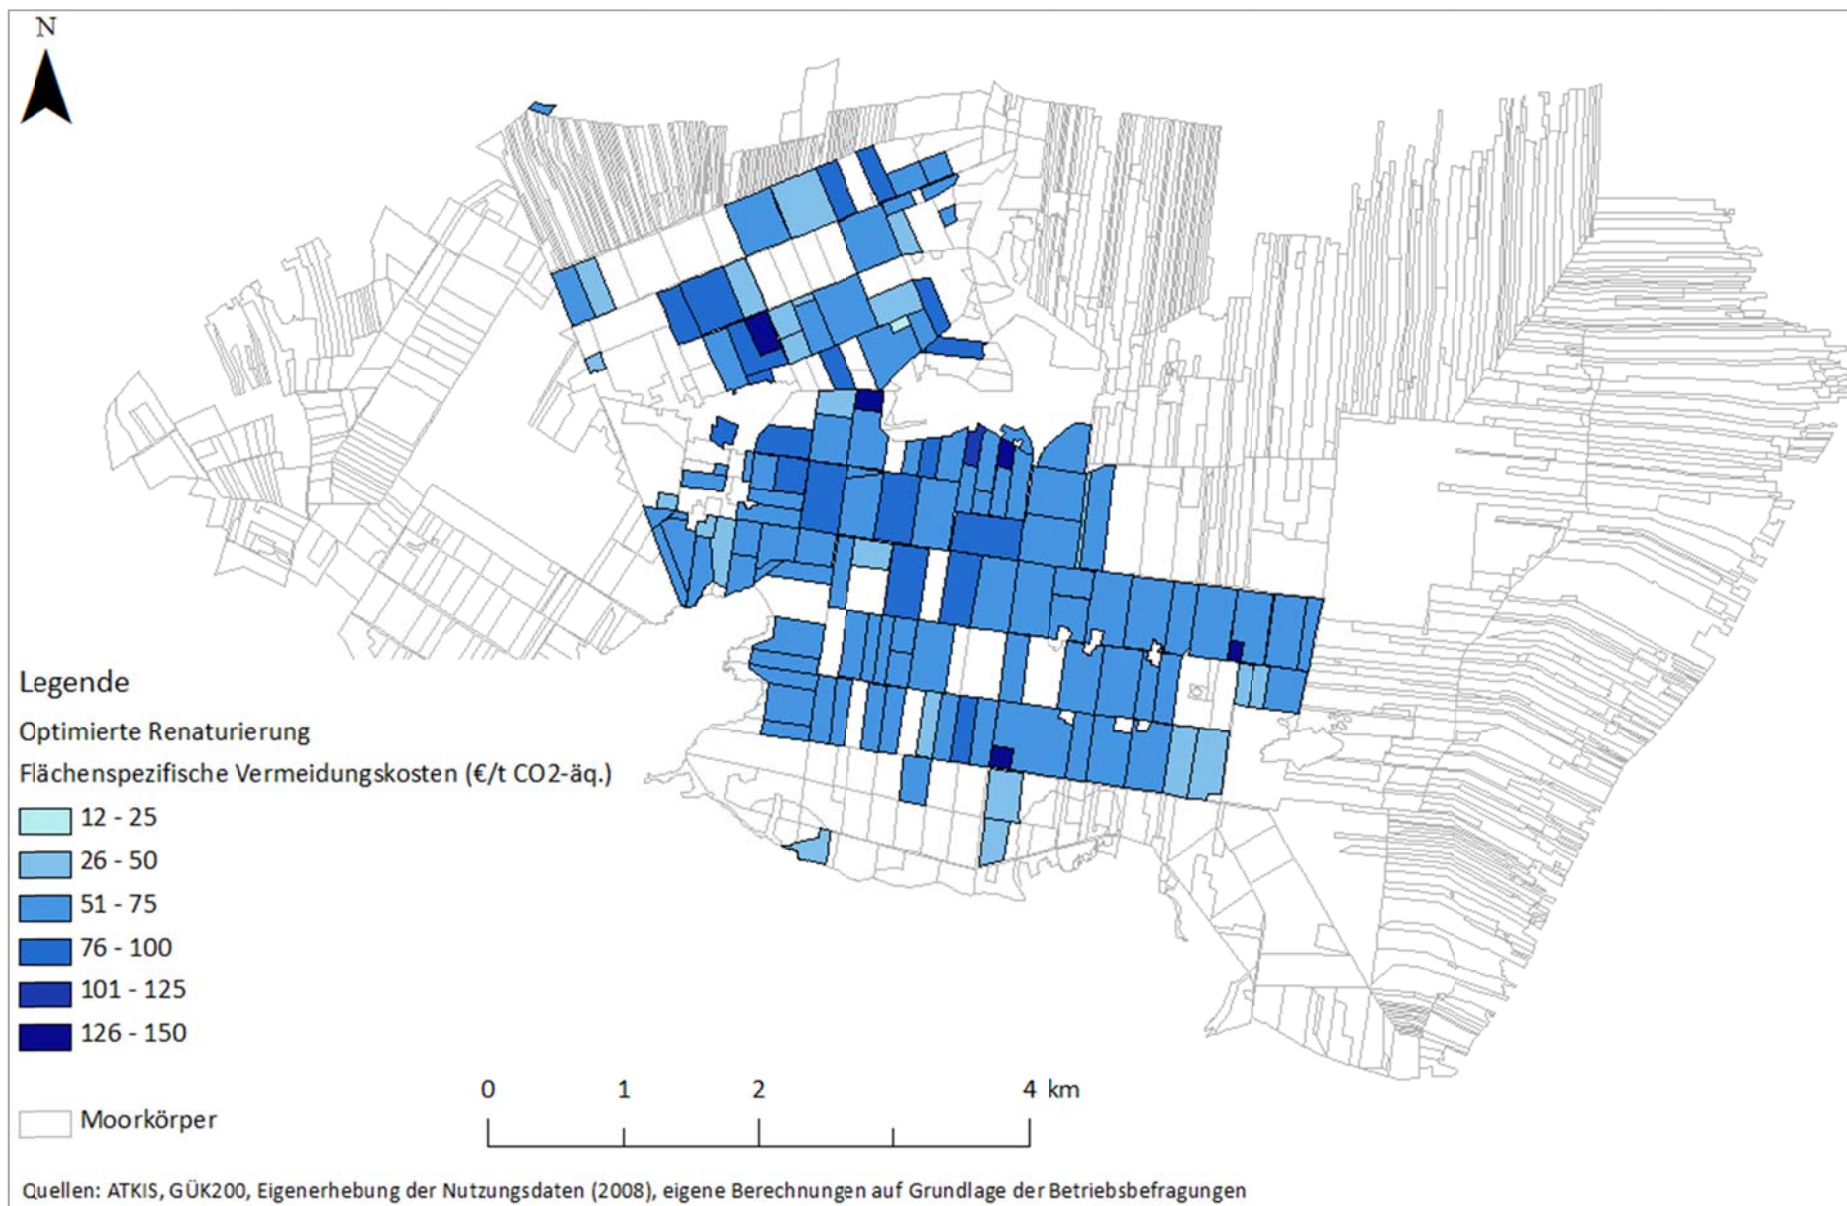 N
Legende
Optimierte Renaturierung
Flächenspezifische Vermeidungskosten (€/t CO2-äq.)
12 - 25
26 - 50
51 - 75
76 - 100
101 - 125
126 - 150
Moorkörper
0 1 2 4 km
Quellen: ATKIS, GÜK200, Eigenerhebung der Nutzungsdaten (2008), eigene Berechnungen auf Grundlage der Betriebsbefragungen